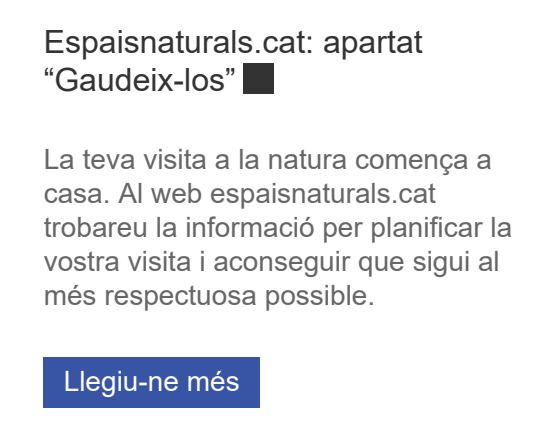 Espaisnaturals.cat: apartat
“Gaudeix-los”
La teva visita a la natura comença a
casa. Al web espaisnaturals.cat
trobareu la informació per planificar la
vostra visita i aconseguir que sigui al
més respectuosa possible.
Llegiu-ne més